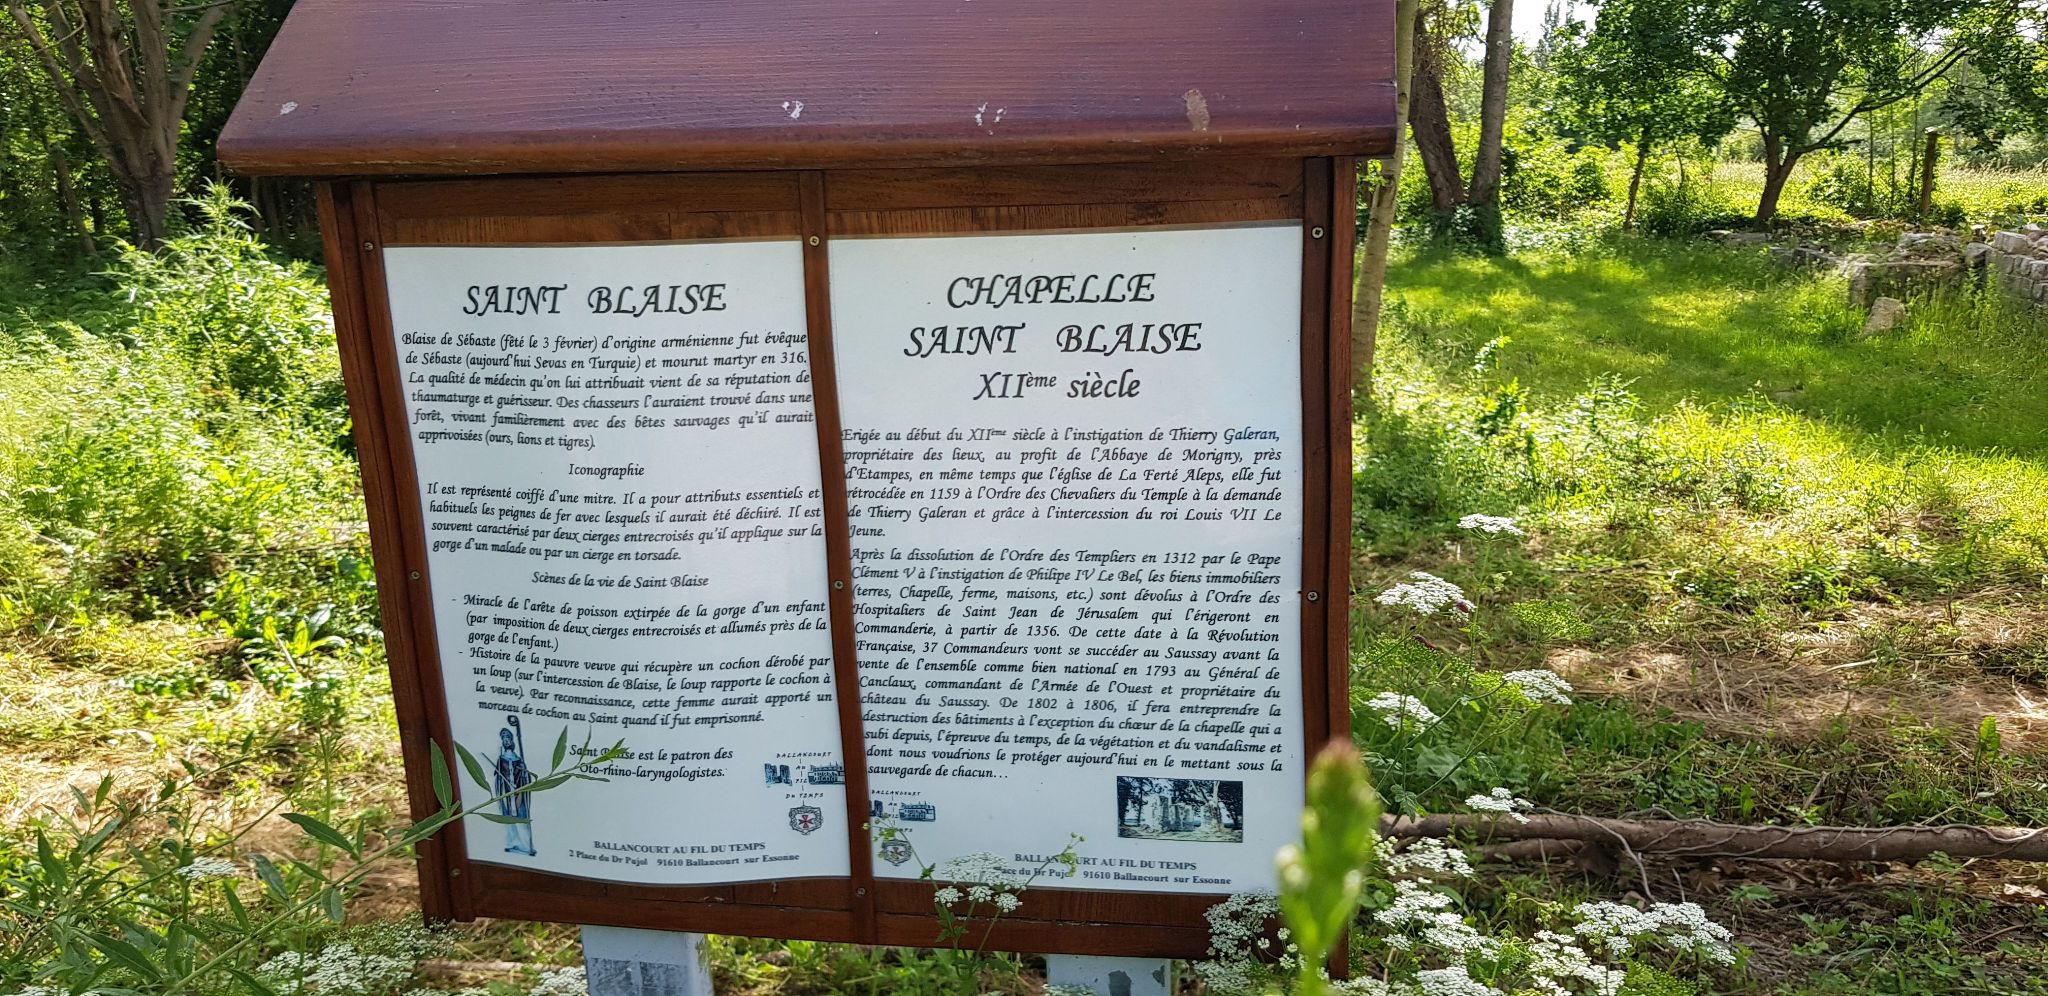 SAINT BLAISE
Blaise de Sébaste (fêté le 3 février) d'origine arménienne fut évêque
de Sébaste (aujourd'hui Sevas en Turquie) et mourut martyr en 316.
La qualité de médecin qu'on lui attribuait vient de sa réputation de
thaumaturge et guérisseur. Des chasseurs l'auraient trouvé dans une
forêt, vivant familièrement avec des bêtes sauvages qu'il aurait
apprivoisées (ours, lions et tigres).
Iconographie
Il est représenté coiffé d'une mitre. Il a pour attributs essentiels et
habituels les peignes de fer avec lesquels il aurait été déchiré. Il est
souvent caractérisé par deux cierges entrecroisés qu'il applique sur la
gorge d'un malade ou par un cierge en torsade.
Scènes de la vie de Saint Blaise
- Miracle de l'arête de poisson extirpée de la gorge d'un enfant
(par imposition de deux cierges entrecroisés et allumés près de la
gorge de l'enfant.)
- Histoire de la pauvre veuve qui récupère un cochon dérobé par
un loup (sur l'intercession de Blaise, le loup rapporte le cochon à
la veuve). Par reconnaissance, cette femme aurait apporté un
morceau de cochon au Saint quand il fut emprisonné.
Saint Blaise est le patron des
Oto-rhino-laryngologistes.
BALLANCOURT
AU
FIL
DU TEMPS
BALLANCOURT AU FIL DU TEMPS
2 Place du Dr Pujol 91610 Ballancourt sur Essonne
CHAPELLE
SAINT BLAISE
XIIème siècle
Erigée au début du XIIème siècle à l'instigation de Thierry Galeran,
propriétaire des lieux, au profit de l'Abbaye de Morigny, près
d'Etampes, en même temps que l'église de La Ferté Aleps, elle fut
rétrocédée en 1159 à l'Ordre des Chevaliers du Temple à la demande
de Thierry Galeran et grâce à l'intercession du roi Louis VII Le
Jeune.
Après la dissolution de l'Ordre des Templiers en 1312 par le Pape
Clément V à l'instigation de Philipe IV Le Bel, les biens immobiliers
(terres, Chapelle, ferme, maisons, etc.) sont dévolus à l'Ordre des
Hospitaliers de Saint Jean de Jérusalem qui l'érigeront en
Commanderie, à partir de 1356. De cette date à la Révolution
Française, 37 Commandeurs vont se succéder au Saussay avant la
vente de l'ensemble comme bien national en 1793 au Général de
Canclaux, commandant de l'Armée de l'Ouest et propriétaire du
château du Saussay. De 1802 à 1806, il fera entreprendre la
destruction des bâtiments à l'exception du chœur de la chapelle qui a
subi depuis, l'épreuve du temps, de la végétation et du vandalisme et
dont nous voudrions le protéger aujourd'hui en le mettant sous la
sauvegarde de chacun...
BALLANCOURT
AU
FIL
TEMPS
BALLANCOURT AU FIL DU TEMPS
Place du Dr Pujol 91610 Ballancourt sur Essonne